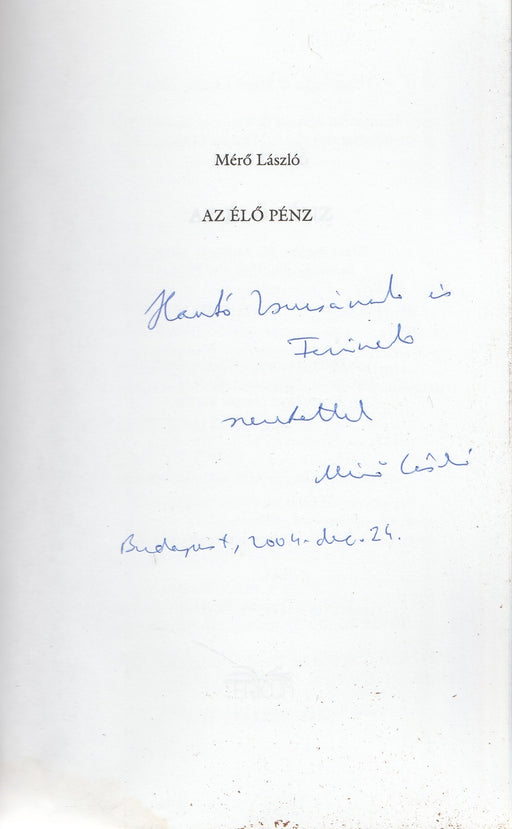 Mérő László
AZ ÉLŐ PÉNZ
Hantó Zsuzsának és
Ferinek
szeretettel
Mérő László
Budapest, 2004. dec. 24.